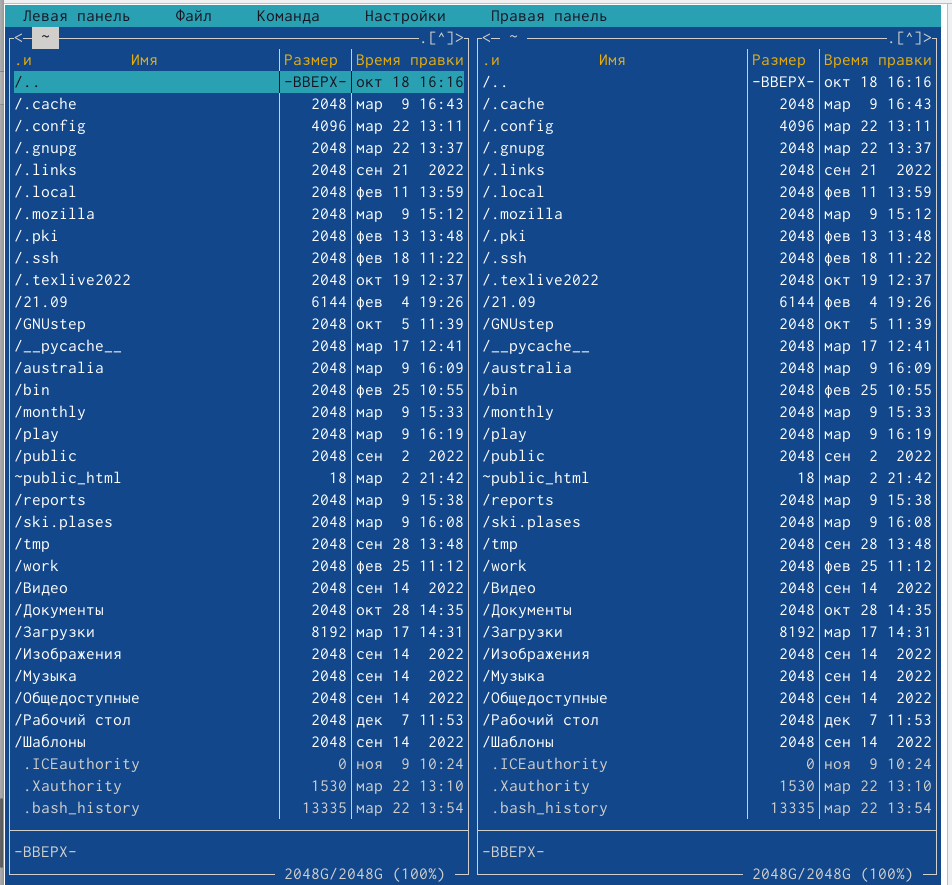 Левая панель Файл Команда Настройки Правая панель
<─ ~ .[^]> <─ ~ .[^]>
.и Имя Размер Время правки .и Имя Размер Время правки
/.. -ВВЕРХ- окт 18 16:16 /.. -ВВЕРХ- окт 18 16:16
/.cache 2048 мар 9 16:43 /.cache 2048 мар 9 16:43
/.config 4096 мар 22 13:11 /.config 4096 мар 22 13:11
/.gnupg 2048 мар 22 13:37 /.gnupg 2048 мар 22 13:37
/.links 2048 сен 21 2022 /.links 2048 сен 21 2022
/.local 2048 фев 11 13:59 /.local 2048 фев 11 13:59
/.mozilla 2048 мар 9 15:12 /.mozilla 2048 мар 9 15:12
/.pki 2048 фев 13 13:48 /.pki 2048 фев 13 13:48
/.ssh 2048 фев 18 11:22 /.ssh 2048 фев 18 11:22
/.texlive2022 2048 окт 19 12:37 /.texlive2022 2048 окт 19 12:37
/21.09 6144 фев 4 19:26 /21.09 6144 фев 4 19:26
/GNUstep 2048 окт 5 11:39 /GNUstep 2048 окт 5 11:39
/__pycache__ 2048 мар 17 12:41 /__pycache__ 2048 мар 17 12:41
/australia 2048 мар 9 16:09 /australia 2048 мар 9 16:09
/bin 2048 фев 25 10:55 /bin 2048 фев 25 10:55
/monthly 2048 мар 9 15:33 /monthly 2048 мар 9 15:33
/play 2048 мар 9 16:19 /play 2048 мар 9 16:19
/public 2048 сен 2 2022 /public 2048 сен 2 2022
~public_html 18 мар 2 21:42 ~public_html 18 мар 2 21:42
/reports 2048 мар 9 15:38 /reports 2048 мар 9 15:38
/ski.plases 2048 мар 9 16:08 /ski.plases 2048 мар 9 16:08
/tmp 2048 сен 28 13:48 /tmp 2048 сен 28 13:48
/work 2048 фев 25 11:12 /work 2048 фев 25 11:12
/Видео 2048 сен 14 2022 /Видео 2048 сен 14 2022
/Документы 2048 окт 28 14:35 /Документы 2048 окт 28 14:35
/Загрузки 8192 мар 17 14:31 /Загрузки 8192 мар 17 14:31
/Изображения 2048 сен 14 2022 /Изображения 2048 сен 14 2022
/Музыка 2048 сен 14 2022 /Музыка 2048 сен 14 2022
/Общедоступные 2048 сен 14 2022 /Общедоступные 2048 сен 14 2022
/Рабочий стол 2048 дек 7 11:53 /Рабочий стол 2048 дек 7 11:53
/Шаблоны 2048 сен 14 2022 /Шаблоны 2048 сен 14 2022
.ICEauthority 0 ноя 9 10:24 .ICEauthority 0 ноя 9 10:24
.Xauthority 1530 мар 22 13:10 .Xauthority 1530 мар 22 13:10
.bash_history 13335 мар 22 13:54 .bash_history 13335 мар 22 13:54
-ВВЕРХ- -ВВЕРХ-
2048G/2048G (100%) 2048G/2048G (100%)